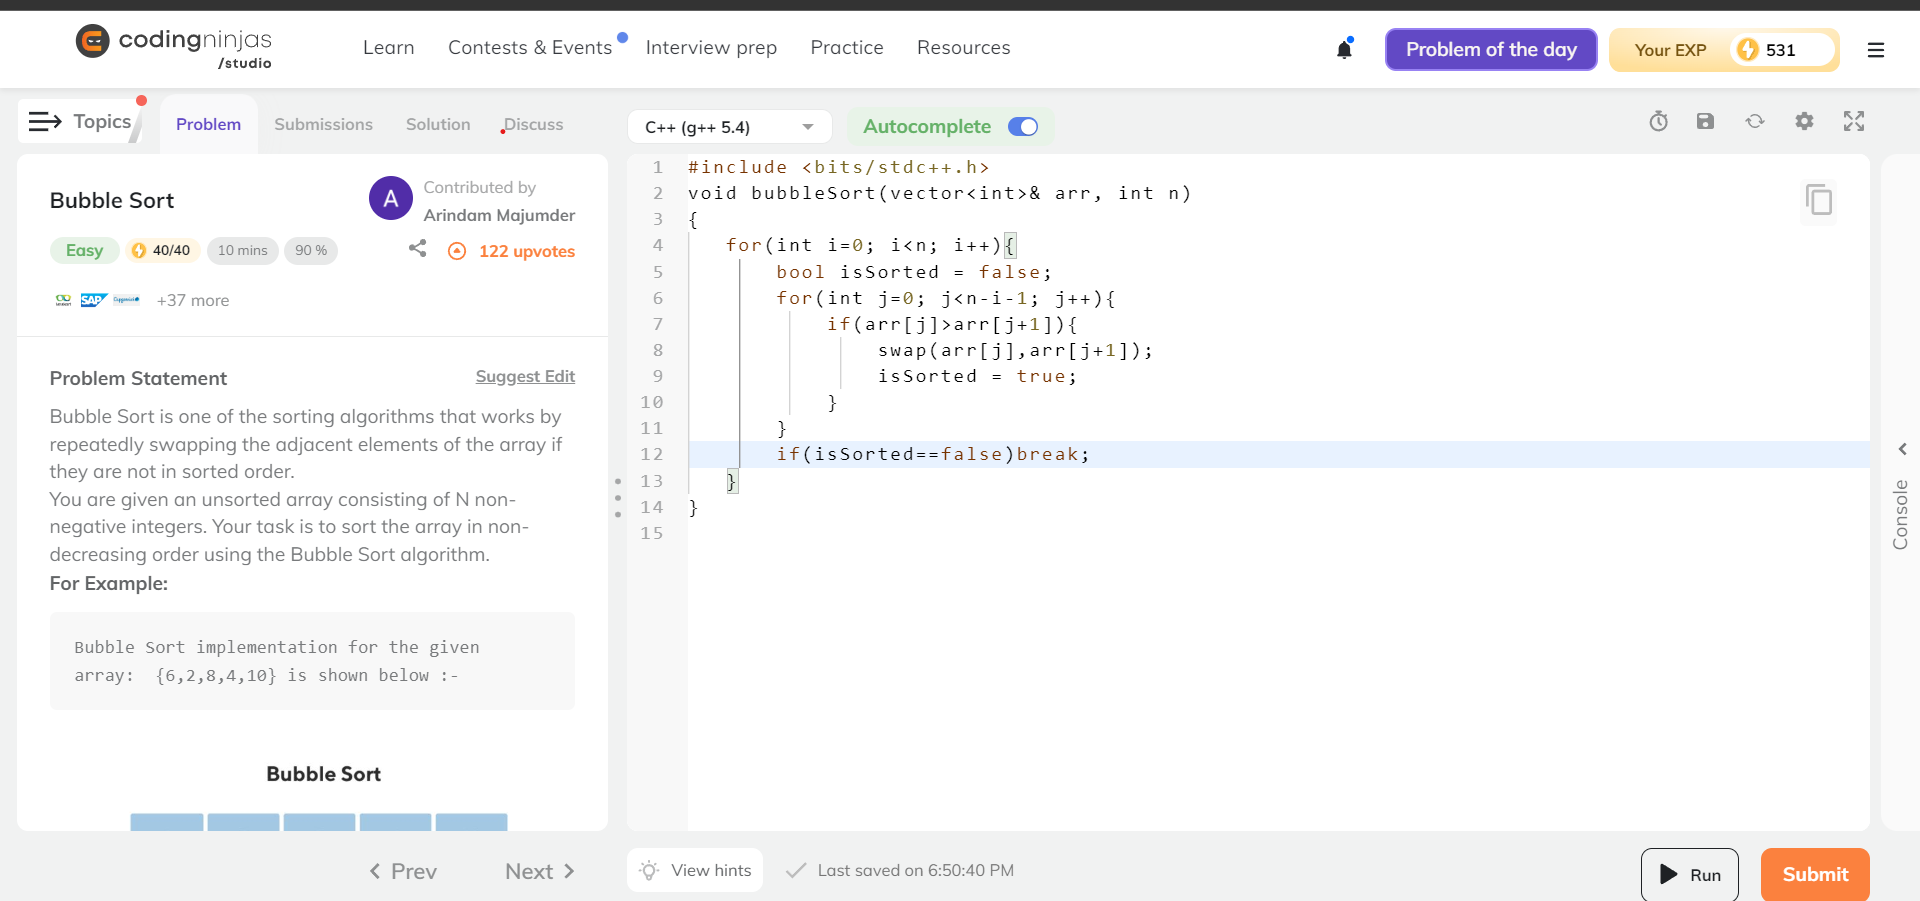 codingninjas
/studio
Learn
Contests & Events
Interview prep
Practice
Resources
Problem of the day
Your EXP
531
Topics
Problem
Submissions
Solution
Discuss
Bubble Sort
Contributed by
A
Arindam Majumder
Easy
40/40
10 mins
90 %
122 upvotes
SAP
+37 more
Problem Statement
Suggest Edit
Bubble Sort is one of the sorting algorithms that works by
repeatedly swapping the adjacent elements of the array if
they are not in sorted order.
You are given an unsorted array consisting of N non-
negative integers. Your task is to sort the array in non-
decreasing order using the Bubble Sort algorithm.
For Example:
Bubble Sort implementation for the given
array:  {6,2,8,4,10} is shown below :-
Bubble Sort
Prev
Next
C++ (g++ 5.4)
Autocomplete
1 #include <bits/stdc++.h>
2 void bubbleSort(vector<int>& arr, int n)
3 {
4    for(int i=0; i<n; i++){
5        bool isSorted = false;
6        for(int j=0; j<n-i-1; j++){
7            if(arr[j]>arr[j+1]){
8                swap(arr[j],arr[j+1]);
9                isSorted = true;
10            }
11        }
12        if(isSorted==false)break;
13    }
14 }
15
Console
View hints
Last saved on 6:50:40 PM
Run
Submit